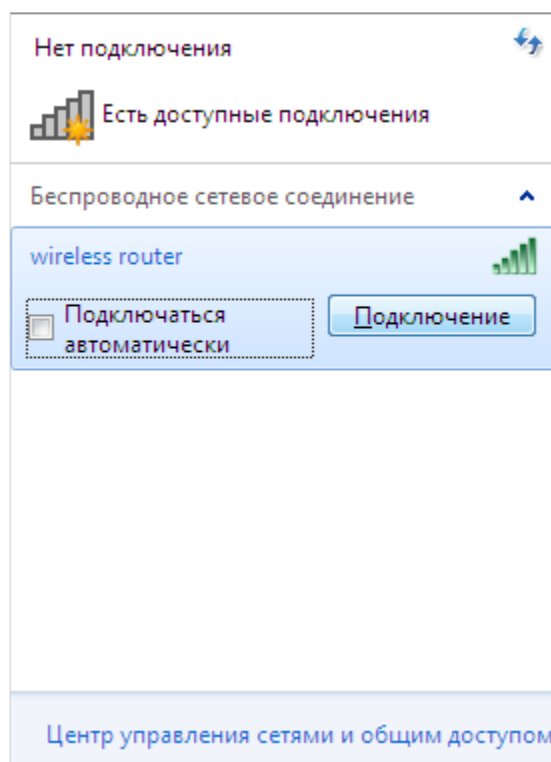 Нет подключения
Есть доступные подключения
Беспроводное сетевое соединение
wireless router
Подключаться
автоматически
Подключение
Центр управления сетями и общим доступом